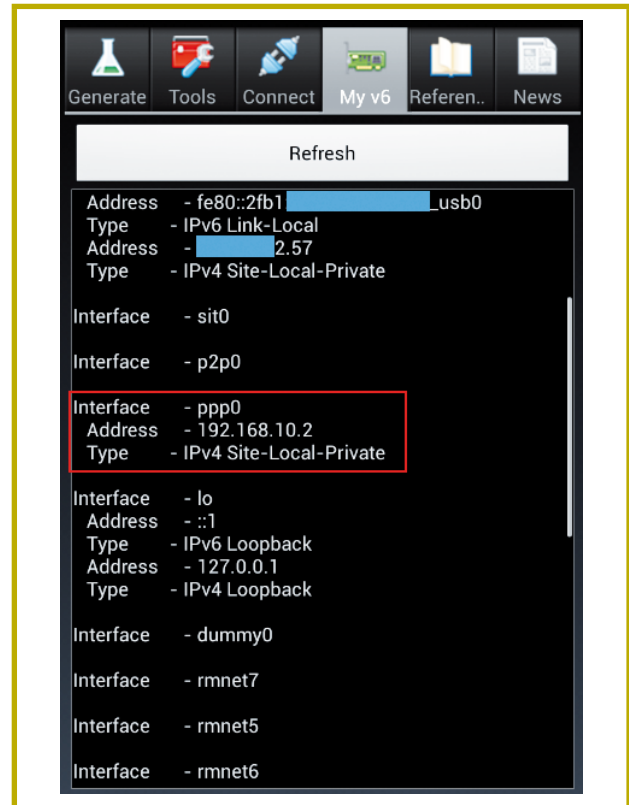 Generate Tools Connect My v6 Referen.. News
Refresh
Address - fe80::2fb1 _usb0
Type - IPv6 Link-Local
Address - 2.57
Type - IPv4 Site-Local-Private
Interface - sit0
Interface - p2p0
Interface - ppp0
Address - 192.168.10.2
Type - IPv4 Site-Local-Private
Interface - lo
Address - ::1
Type - IPv6 Loopback
Address - 127.0.0.1
Type - IPv4 Loopback
Interface - dummy0
Interface - rmnet7
Interface - rmnet5
Interface - rmnet6